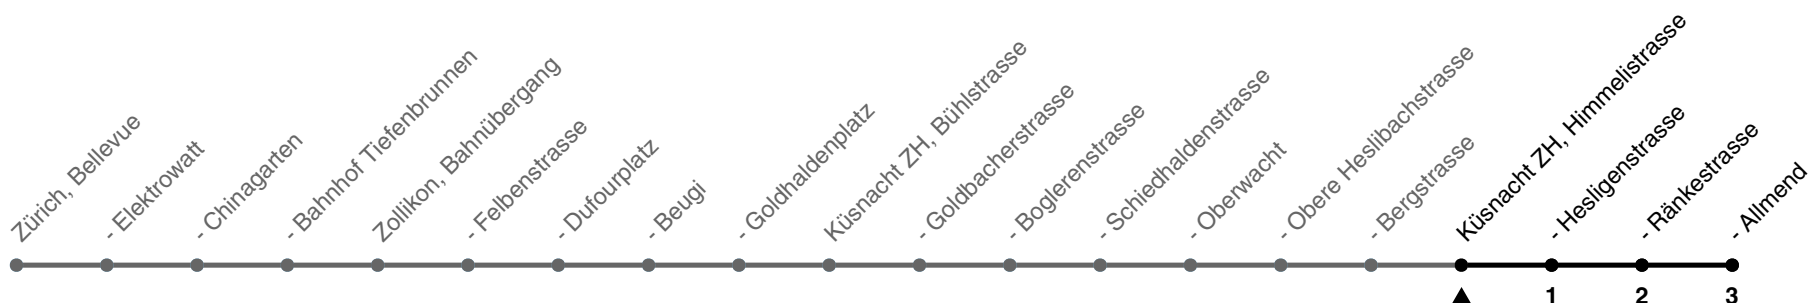 Zürich, Bellevue
- Elektrowatt
- Chinagarten
- Bahnhof Tiefenbrunnen
Zollikon, Bahnübergang
- Felbenstrasse
- Dufourplatz
- Beugi
- Goldhaldenplatz
Küsnacht ZH, Bühlstrasse
- Goldbacherstrasse
- Boglerenstrasse
- Schiedhaldenstrasse
- Oberwacht
- Obere Heslibachstrasse
- Bergstrasse
Küsnacht ZH, Himmelistrasse
- Hesligenstrasse
- Ränkestrasse
- Allmend
1 2 3